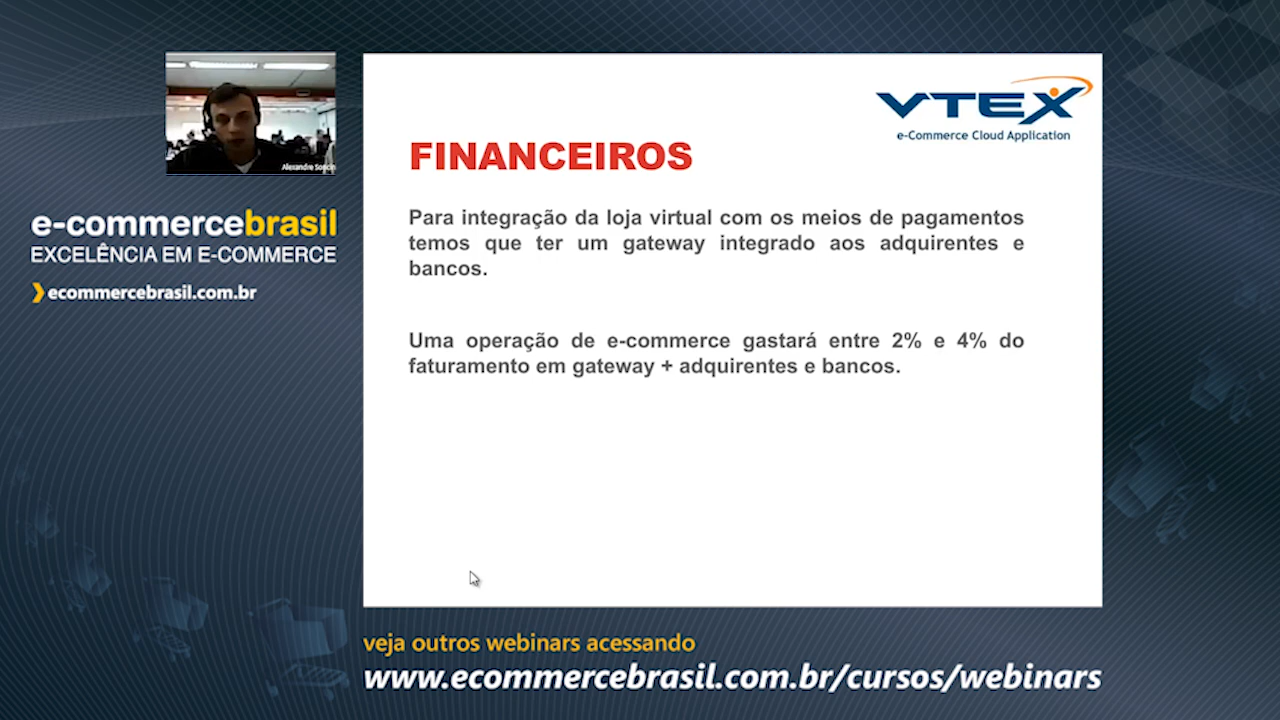 Alexandre Soncin
e-commercebrasil
EXCELÊNCIA EM E-COMMERCE
ecommercebrasil.com.br
VTEX
e-Commerce Cloud Application
FINANCEIROS
Para integração da loja virtual com os meios de pagamentos
temos que ter um gateway integrado aos adquirentes e
bancos.
Uma operação de e-commerce gastará entre 2% e 4% do
faturamento em gateway + adquirentes e bancos.
veja outros webinars acessando
www.ecommercebrasil.com.br/cursos/webinars